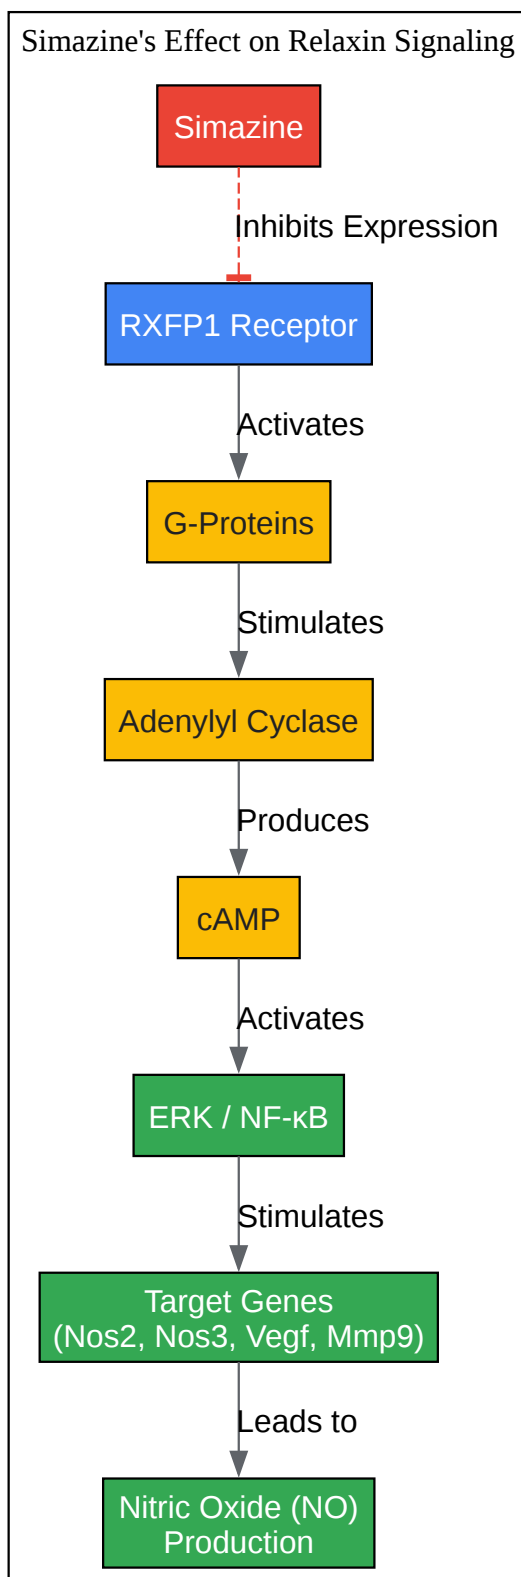 Simazine's Effect on Relaxin Signaling
Simazine
Inhibits Expression
RXFP1 Receptor
Activates
G-Proteins
Stimulates
Adenylyl Cyclase
Produces
cAMP
Activates
ERK / NF-κB
Stimulates
Target Genes
(Nos2, Nos3, Vegf, Mmp9)
Leads to
Nitric Oxide (NO)
Production